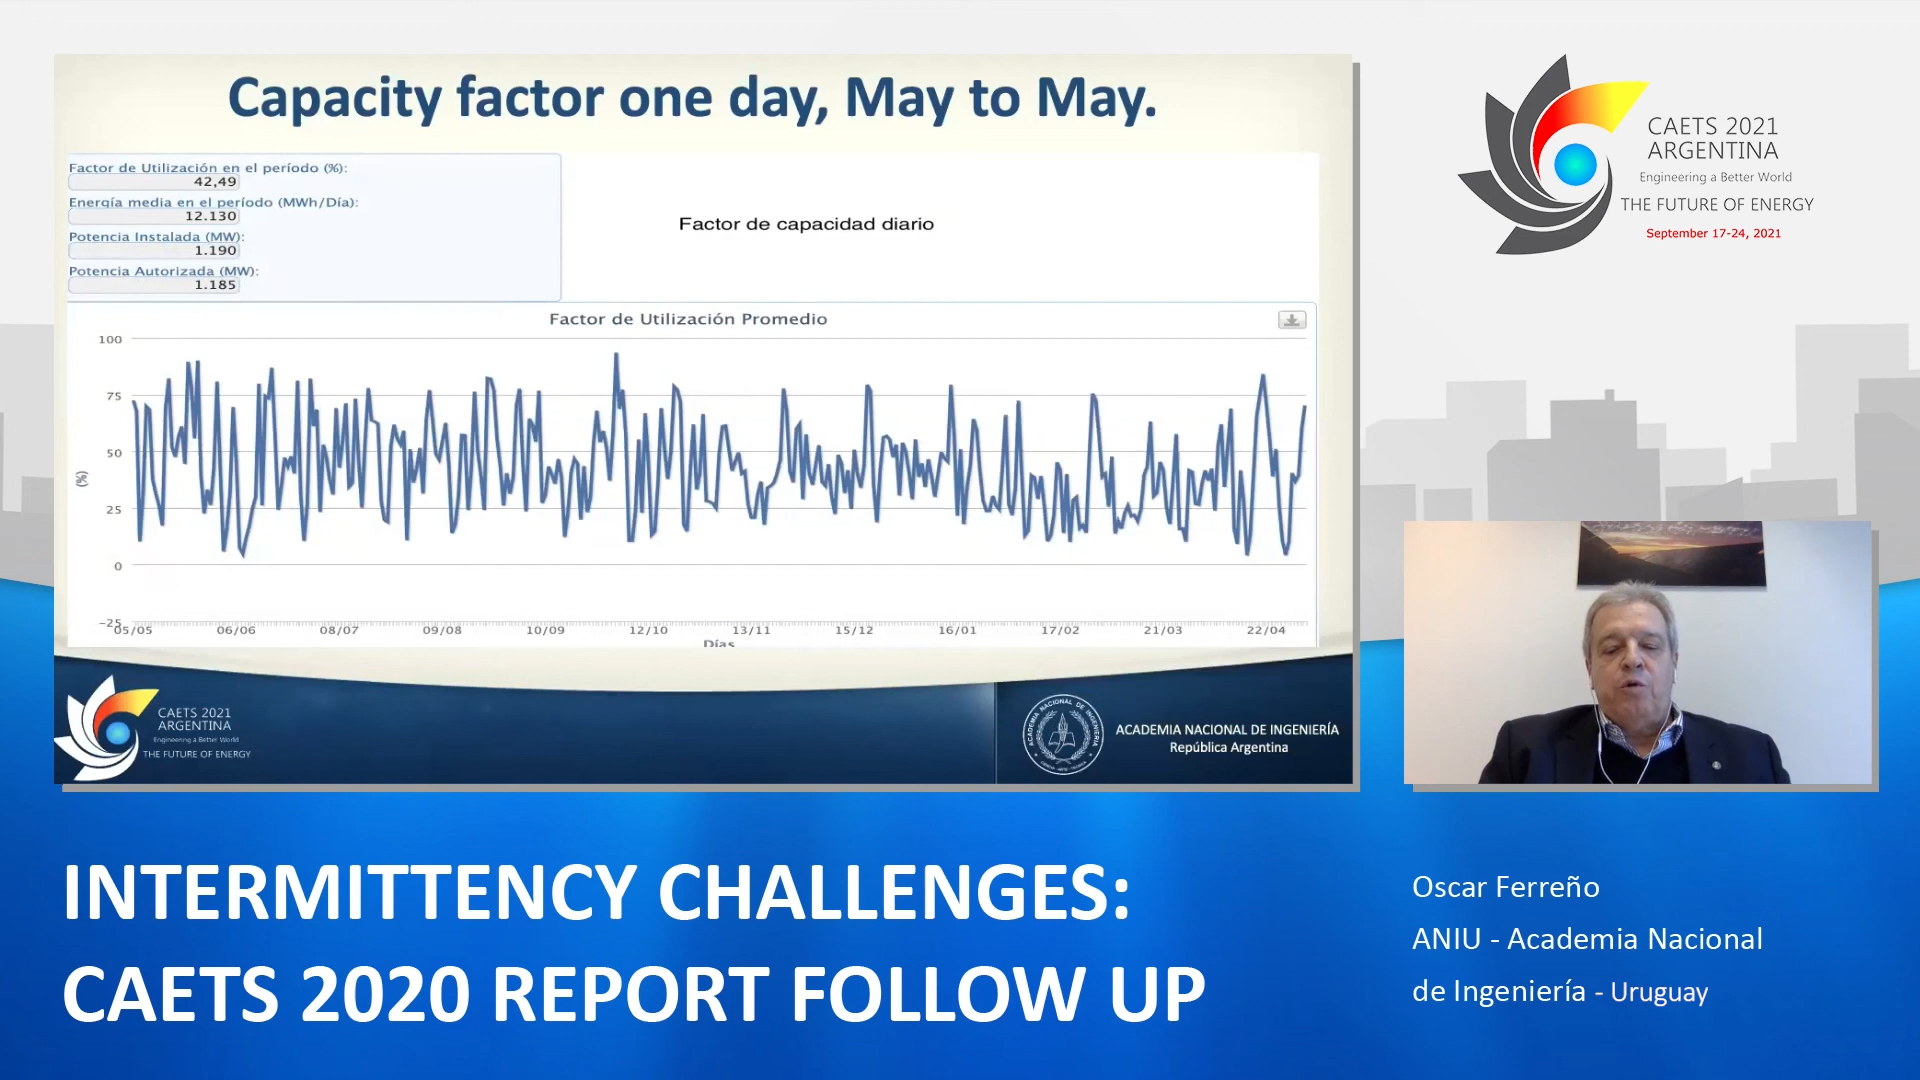 Capacity factor one day, May to May.
Factor de Utilización en el período (%):
42,49
Energía media en el período (MWh/Día):
12.130
Potencia Instalada (MW):
1.190
Potencia Autorizada (MW):
1.185
Factor de capacidad diario
Factor de Utilización Promedio
100
75
50
25
0
-25
(%)
05/05 06/06 08/07 09/08 10/09 12/10 13/11 15/12 16/01 17/02 21/03 22/04
Días
CAETS 2021
ARGENTINA
Engineering a Better World
THE FUTURE OF ENERGY
ACADEMIA NACIONAL DE INGENIERÍA
ACADEMIA NACIONAL DE INGENIERÍA
República Argentina
CAETS 2021
ARGENTINA
Engineering a Better World
THE FUTURE OF ENERGY
September 17-24, 2021
INTERMITTENCY CHALLENGES:
CAETS 2020 REPORT FOLLOW UP
Oscar Ferreño
ANIU - Academia Nacional
de Ingeniería - Uruguay